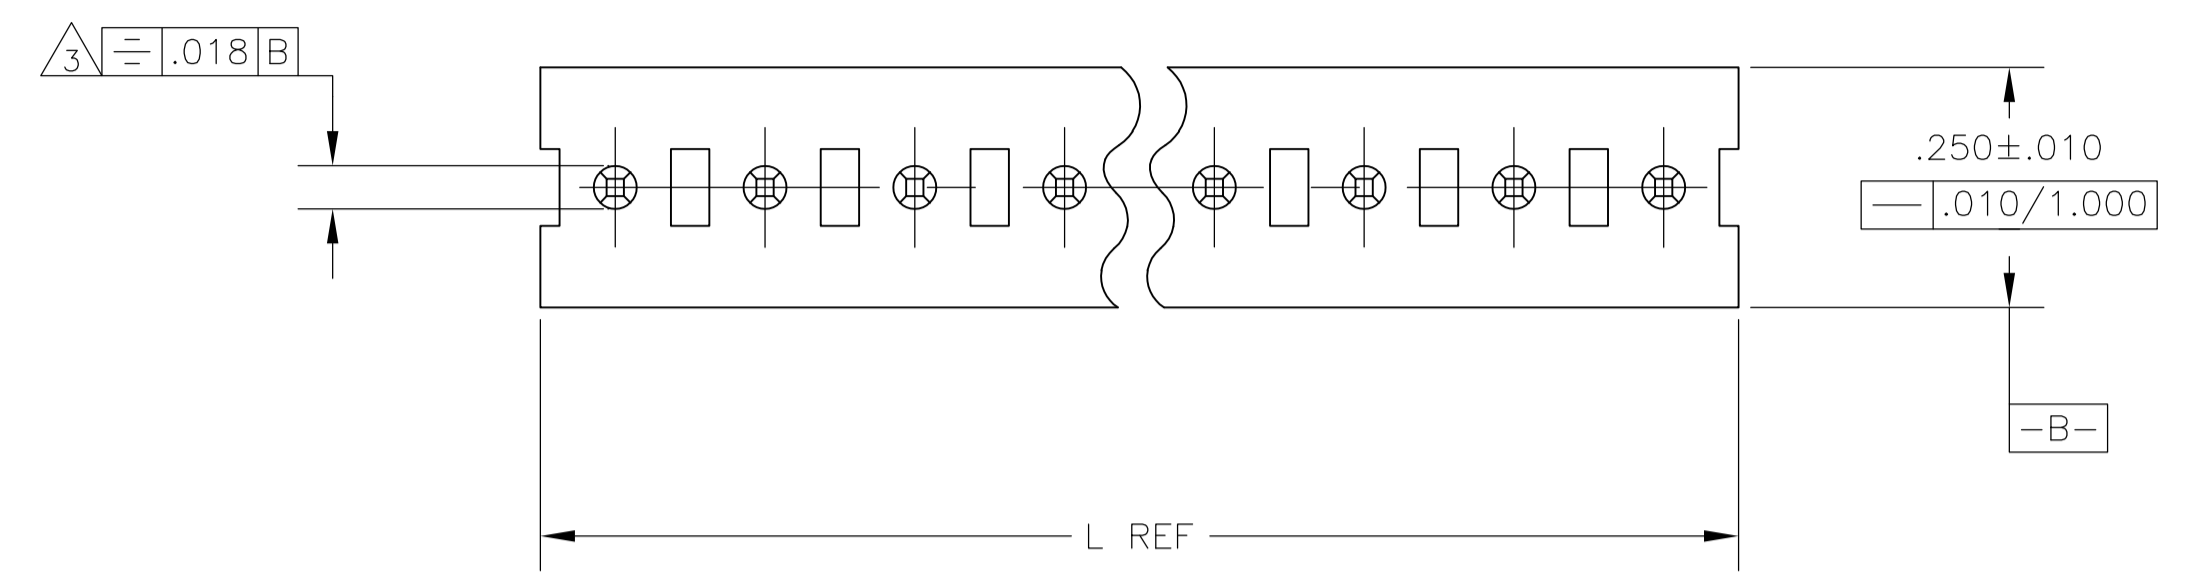 3 ⌯ .018 B
.250±.010
— .010/1.000
-B-
L REF